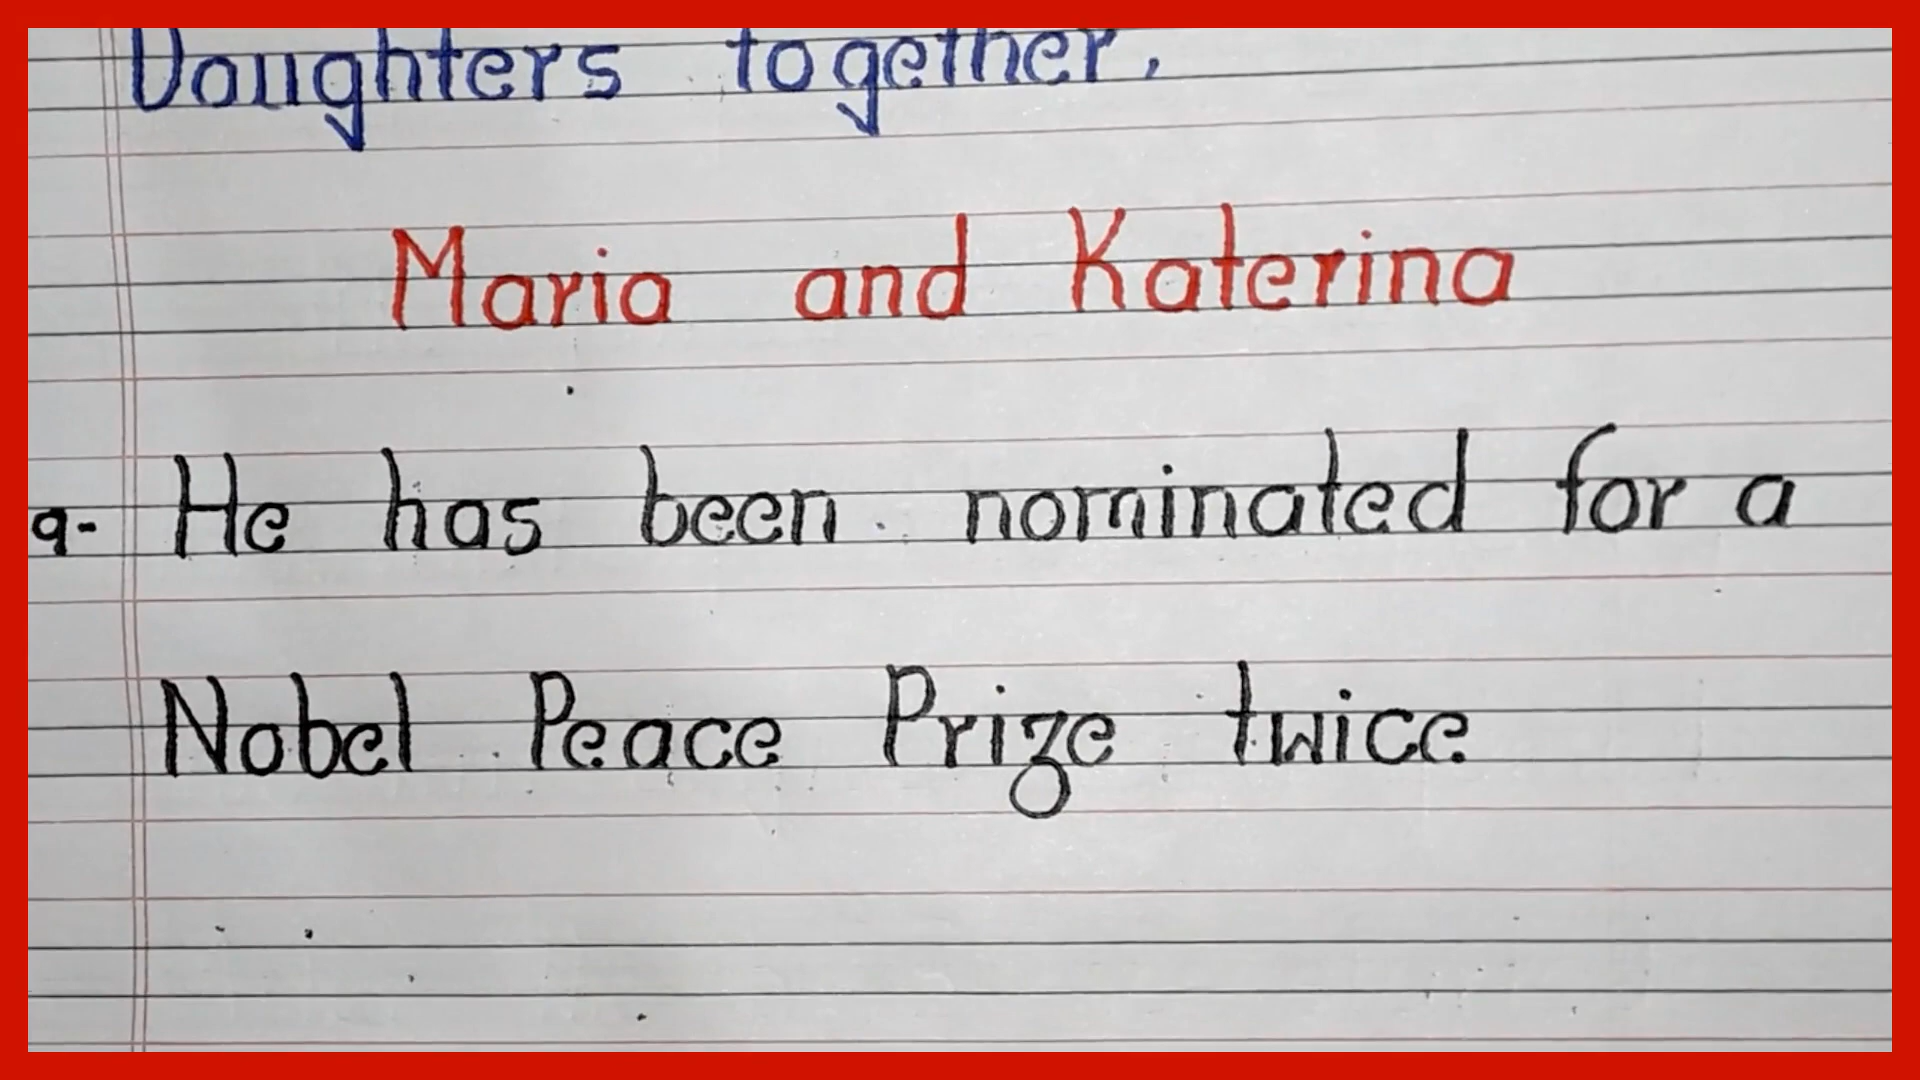 Daughters together.
Maria and Katerina
9- He has been nominated for a
Nobel Peace Prize twice